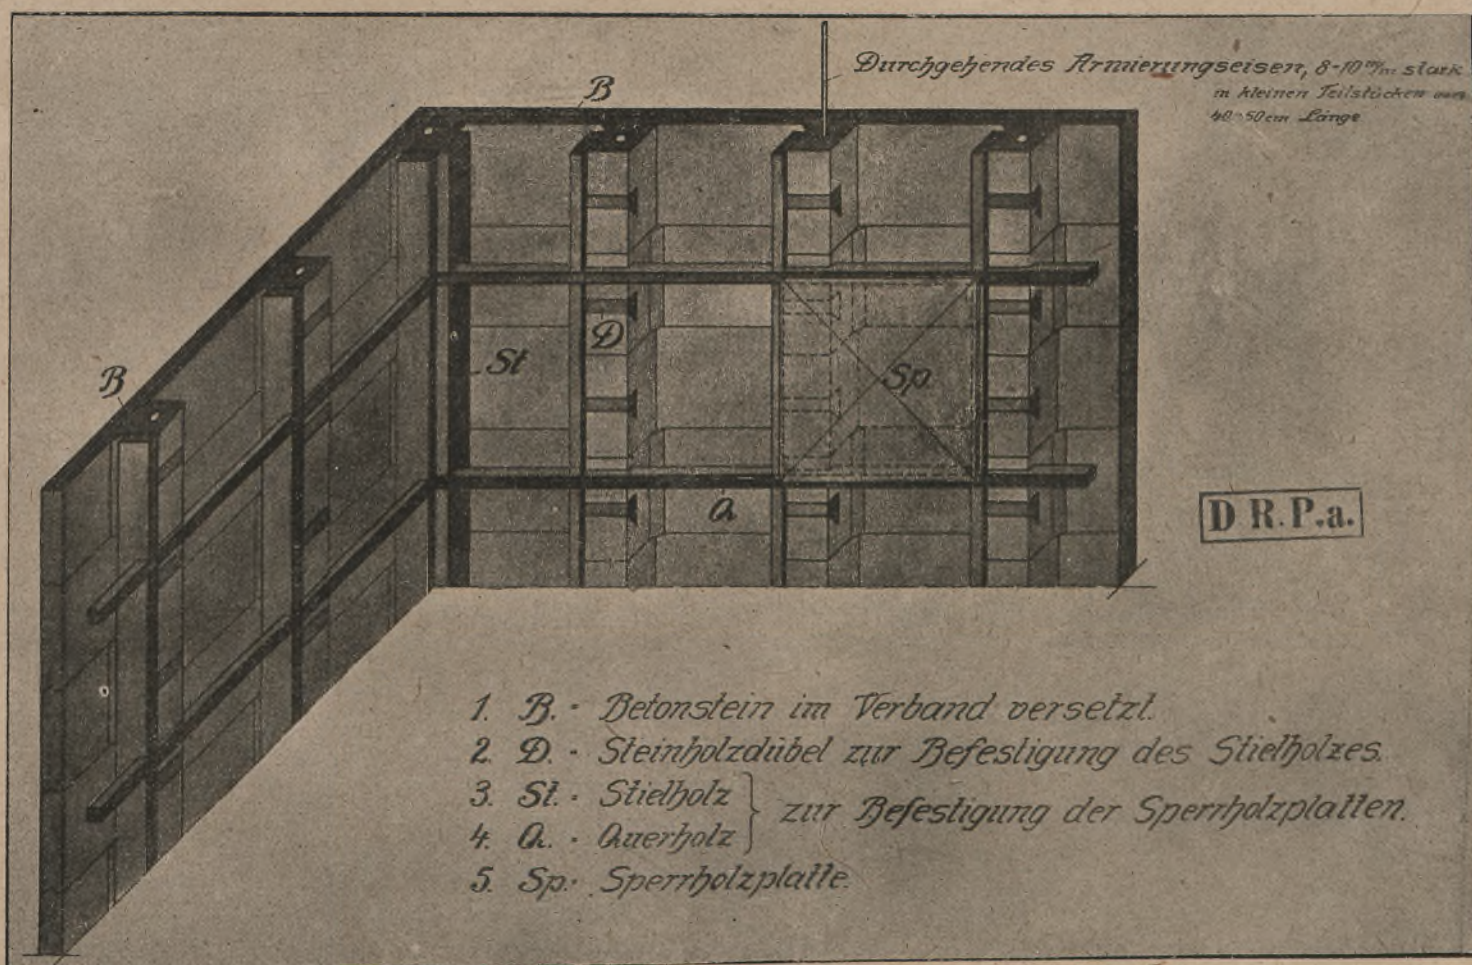 Durchgehendes Armierungseisen, 8-10 m/m stark
in kleinen Teilstücken von
40-50 cm Länge
B
B
D
St
Sp
Q
D R. P. a.
1. B. - Betonstein im Verband versetzt.
2. D. - Steinholzdübel zur Befestigung des Stielholzes.
3. St. - Stielholz
zur Befestigung der Sperrholzplatten.
4. Q. - Querholz
5. Sp. - Sperrholzplatte.